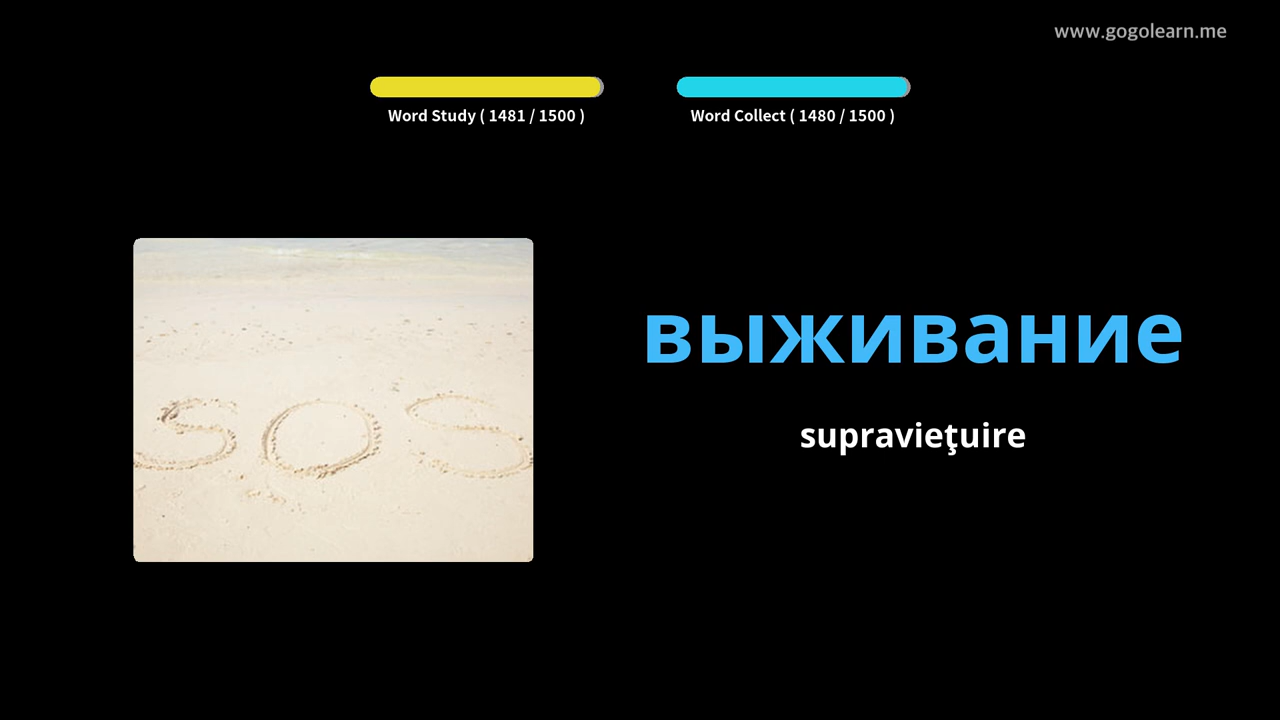 www.gogolearn.me
Word Study ( 1481 / 1500 )
Word Collect ( 1480 / 1500 )
SOS
выживание
supravieţuire